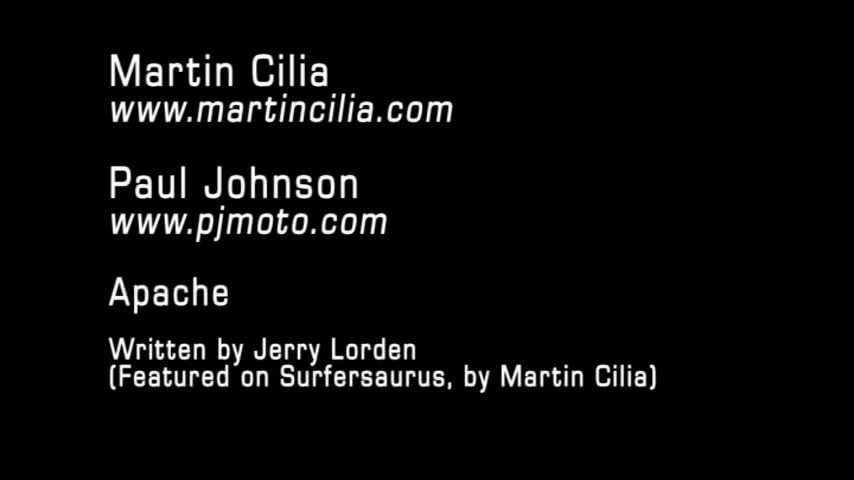 Martin Cilia
www.martincilia.com
Paul Johnson
www.pjmoto.com
Apache
Written by Jerry Lorden
(Featured on Surfersaurus, by Martin Cilia)